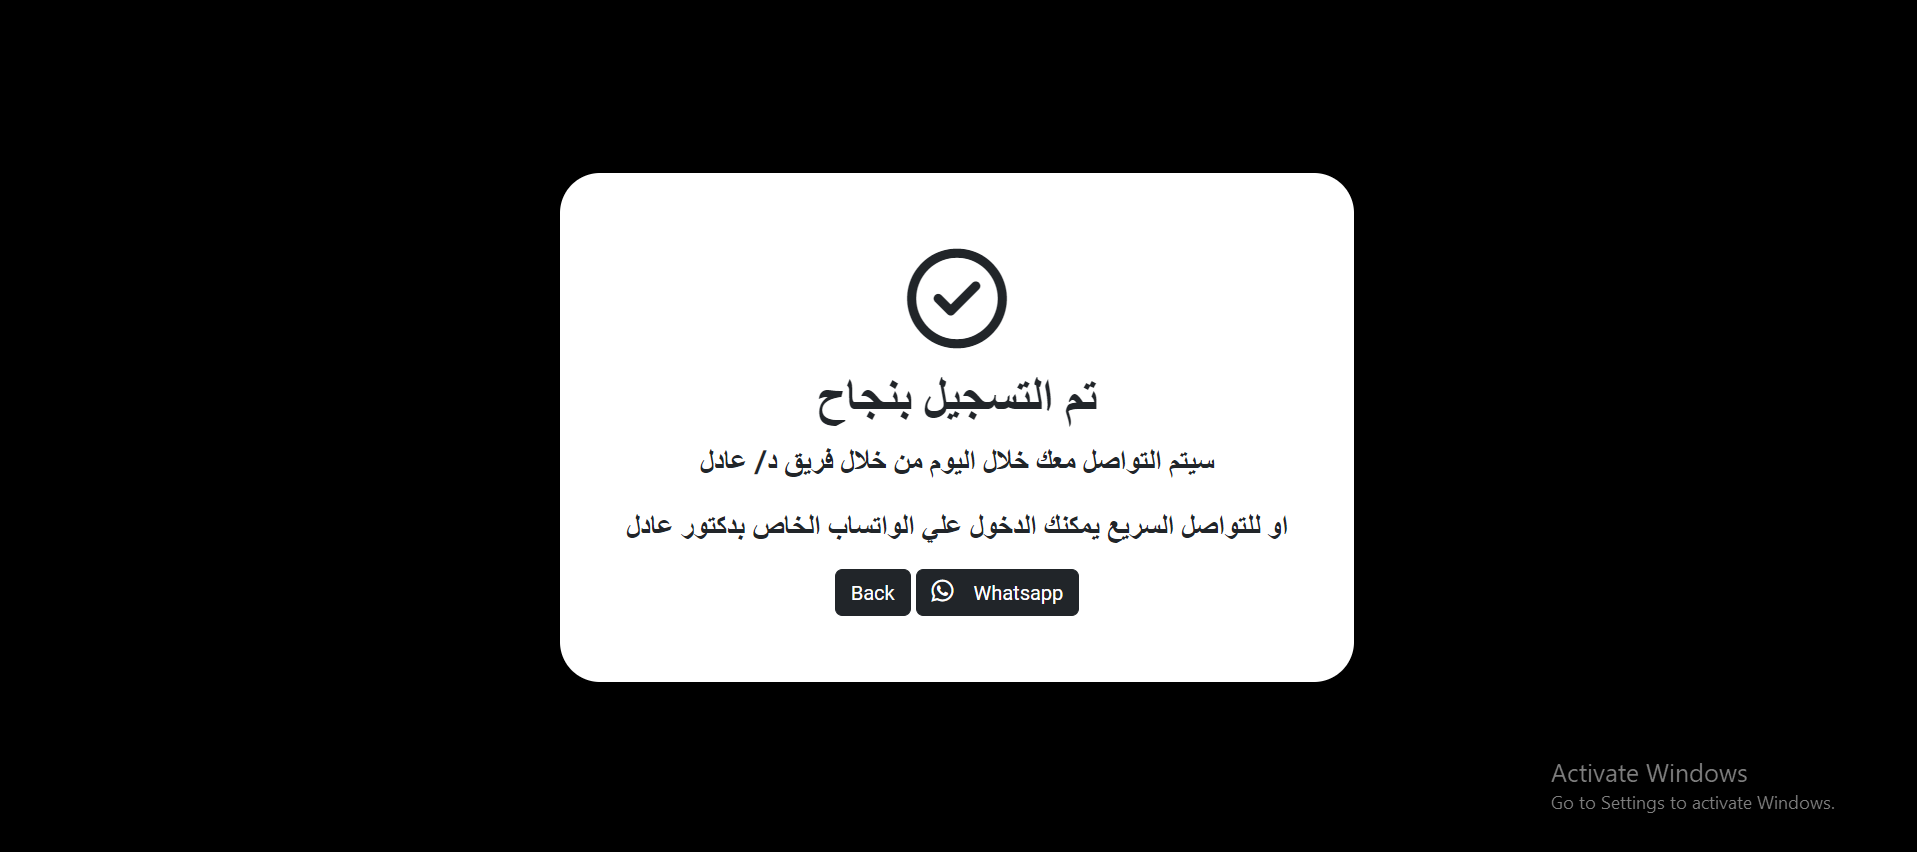 تم التسجيل بنجاح
سيتم التواصل معك خلال اليوم من خلال فريق د/ عادل
او للتواصل السريع يمكنك الدخول علي الواتساب الخاص بدكتور عادل
Back Whatsapp
Activate Windows
Go to Settings to activate Windows.